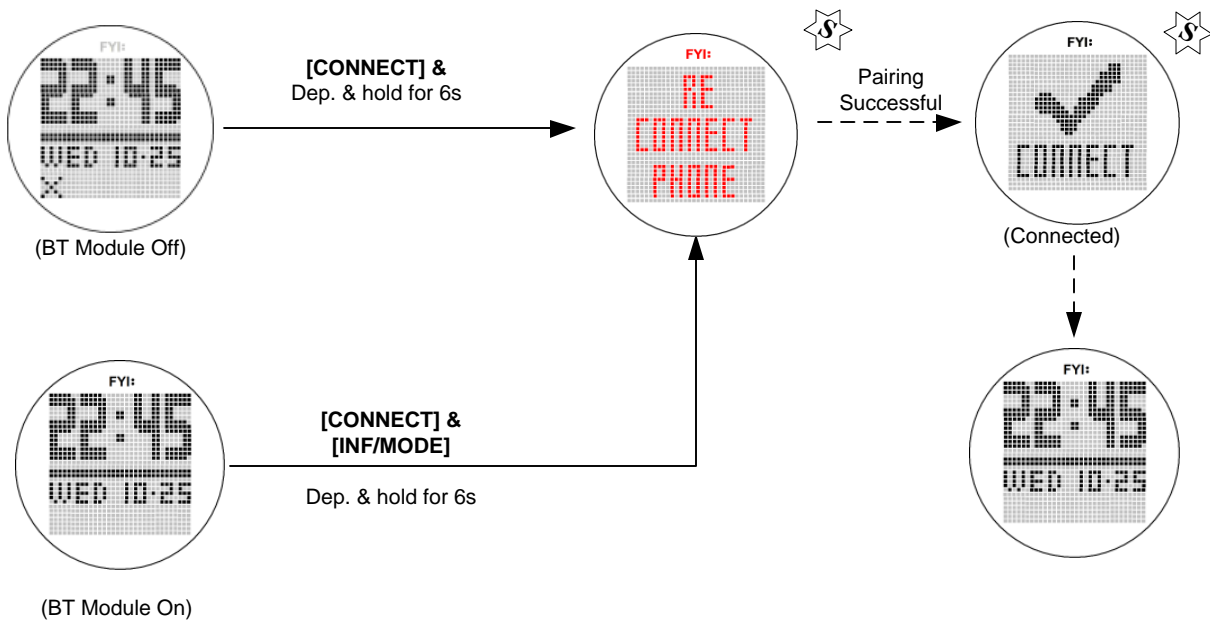 FYI:
22:45
WED 10·25
X
(BT Module Off)
[CONNECT] &
Dep. & hold for 6s
FYI:
RE
CONNECT
PHONE
S
Pairing
Successful
FYI:
CONNECT
(Connected)
S
FYI:
22:45
WED 10·25
(BT Module On)
[CONNECT] &
[INF/MODE]
Dep. & hold for 6s
FYI:
22:45
WED 10·25